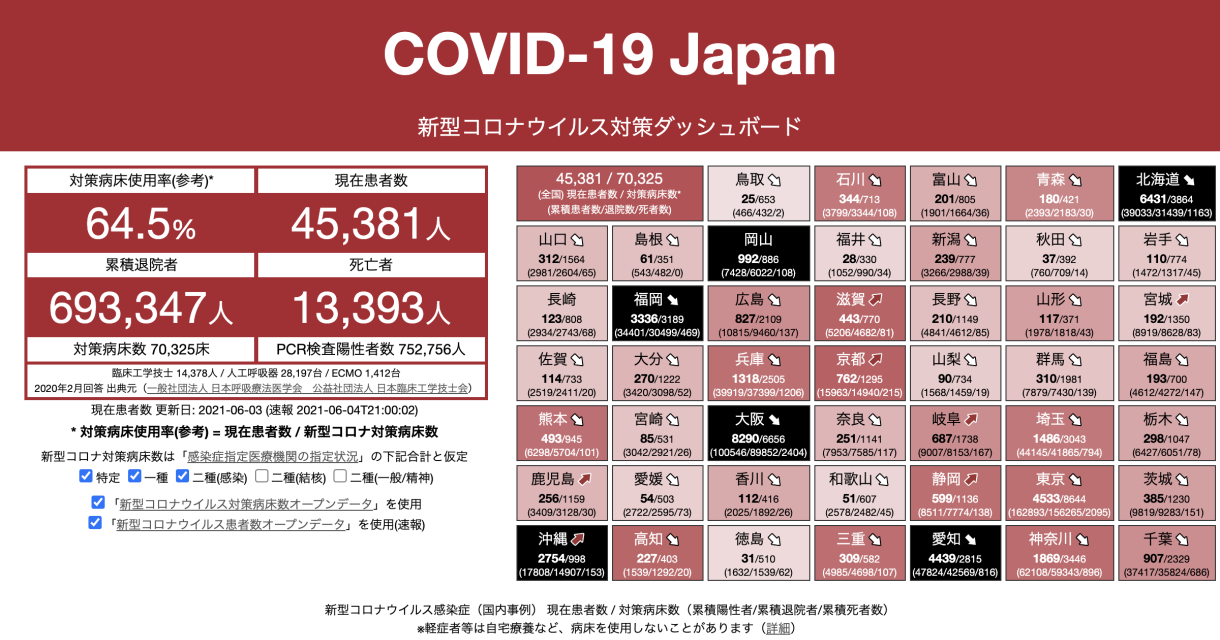 COVID-19 Japan
新型コロナウイルス対策ダッシュボード
対策病床使用率(参考)*
現在患者数
64.5%
45,381人
累積退院者
死亡者
693,347人
13,393人
対策病床数 70,325床
PCR検査陽性者数 752,756人
臨床工学技士 14,378人 / 人工呼吸器 28,197台 / ECMO 1,412台
2020年2月回答 出典元（一般社団法人 日本呼吸療法医学会　公益社団法人 日本臨床工学技士会）
現在患者数 更新日: 2021-06-03 (速報 2021-06-04T21:00:02)
* 対策病床使用率(参考) = 現在患者数 / 新型コロナ対策病床数
新型コロナ対策病床数は「感染症指定医療機関の指定状況」の下記合計と仮定
特定 一種 二種(感染) 二種(結核) 二種(一般/精神)
「新型コロナウイルス対策病床数オープンデータ」を使用
「新型コロナウイルス患者数オープンデータ」を使用(速報)
45,381 / 70,325
(全国) 現在患者数 / 対策病床数*
(累積患者数/退院数/死者数)
鳥取
25/653
(466/432/2)
石川
344/713
(3799/3344/108)
富山
201/805
(1901/1664/36)
青森
180/421
(2393/2183/30)
北海道
6431/3864
(39033/31439/1163)
山口
312/1564
(2981/2604/65)
島根
61/351
(543/482/0)
岡山
992/886
(7428/6022/108)
福井
28/330
(1052/990/34)
新潟
239/777
(3266/2988/39)
秋田
37/392
(760/709/14)
岩手
110/774
(1472/1317/45)
長崎
123/808
(2934/2743/68)
福岡
3336/3189
(34401/30499/469)
広島
827/2109
(10815/9460/137)
滋賀
443/770
(5206/4682/81)
長野
210/1149
(4841/4612/85)
山形
117/371
(1978/1818/43)
宮城
192/1350
(8919/8628/83)
佐賀
114/733
(2519/2411/20)
大分
270/1222
(3420/3098/52)
兵庫
1318/2505
(39919/37399/1206)
京都
762/1295
(15963/14940/215)
山梨
90/734
(1568/1459/19)
群馬
310/1981
(7879/7430/139)
福島
193/700
(4612/4272/147)
熊本
493/945
(6298/5704/101)
宮崎
85/531
(3042/2921/26)
大阪
8290/6656
(100546/89852/2404)
奈良
251/1141
(7953/7585/117)
岐阜
687/1738
(9007/8153/167)
埼玉
1486/3043
(44145/41865/794)
栃木
298/1047
(6427/6051/78)
鹿児島
256/1159
(3409/3128/30)
愛媛
54/503
(2722/2595/73)
香川
112/416
(2025/1892/26)
和歌山
51/607
(2578/2482/45)
静岡
599/1136
(8511/7774/138)
東京
4533/8644
(162893/156265/2095)
茨城
385/1230
(9819/9283/151)
沖縄
2754/998
(17808/14907/153)
高知
227/403
(1539/1292/20)
徳島
31/510
(1632/1539/62)
三重
309/582
(4985/4698/107)
愛知
4439/2815
(47824/42569/816)
神奈川
1869/3446
(62108/59343/896)
千葉
907/2329
(37417/35824/686)
新型コロナウイルス感染症（国内事例） 現在患者数 / 対策病床数（累積陽性者/累積退院者/累積死者数）
※軽症者等は自宅療養など、病床を使用しないことがあります（詳細）